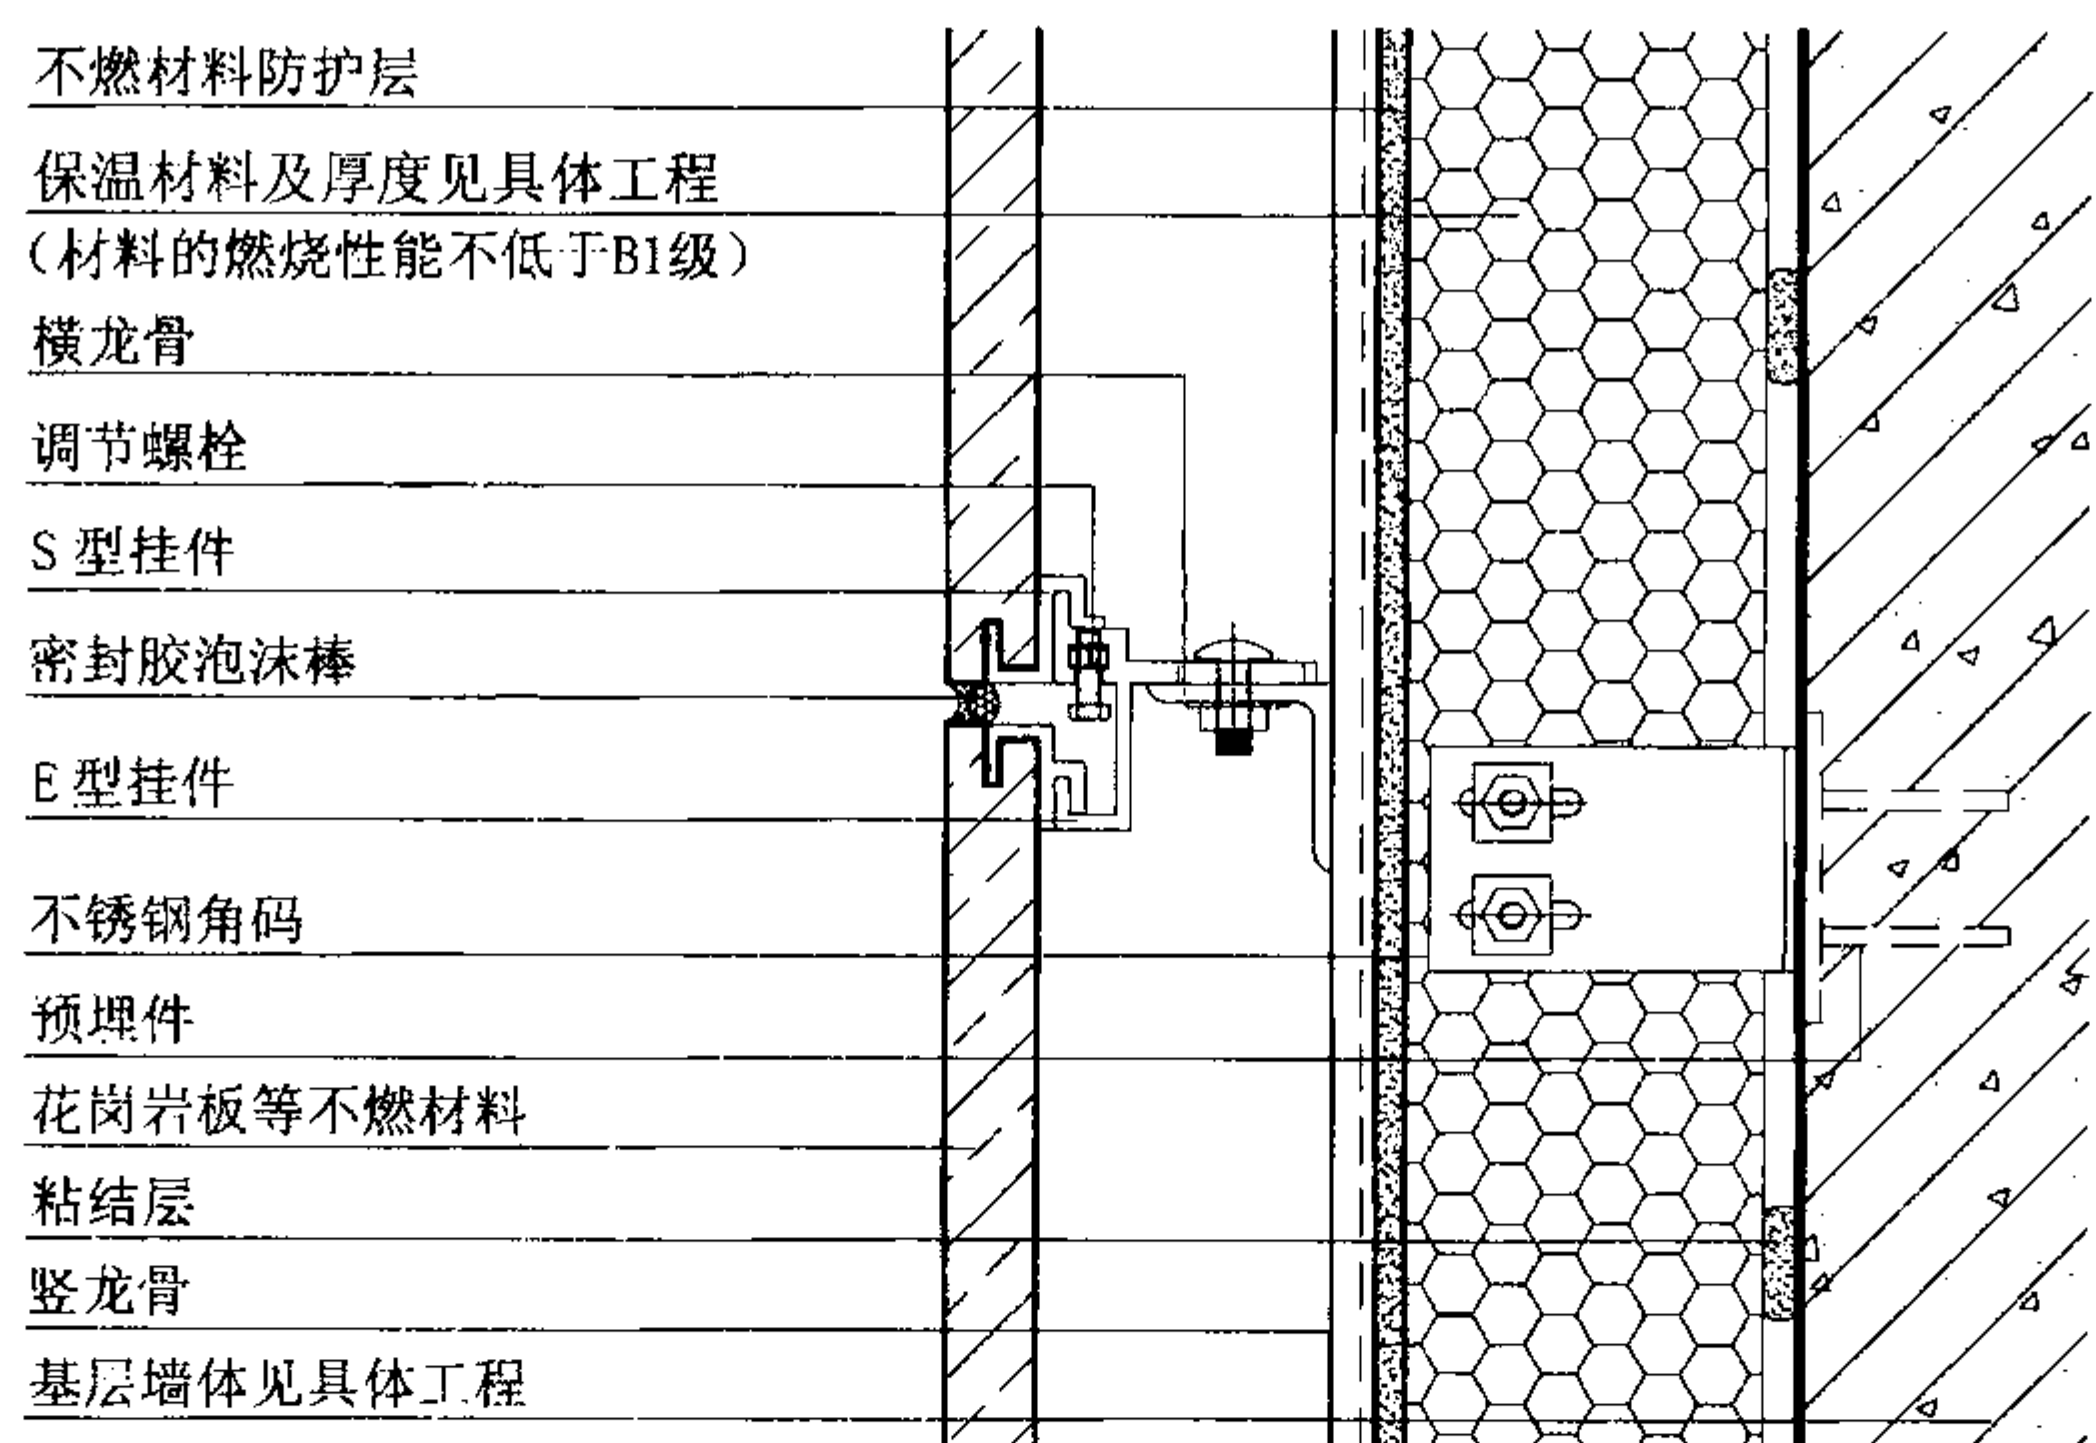 不燃材料防护层
保温材料及厚度见具体工程
（材料的燃烧性能不低于B1级）
横龙骨
调节螺栓
S型挂件
密封胶泡沫棒
E型挂件
不锈钢角码
预埋件
花岗岩板等不燃材料
粘结层
竖龙骨
基层墙体见具体工程